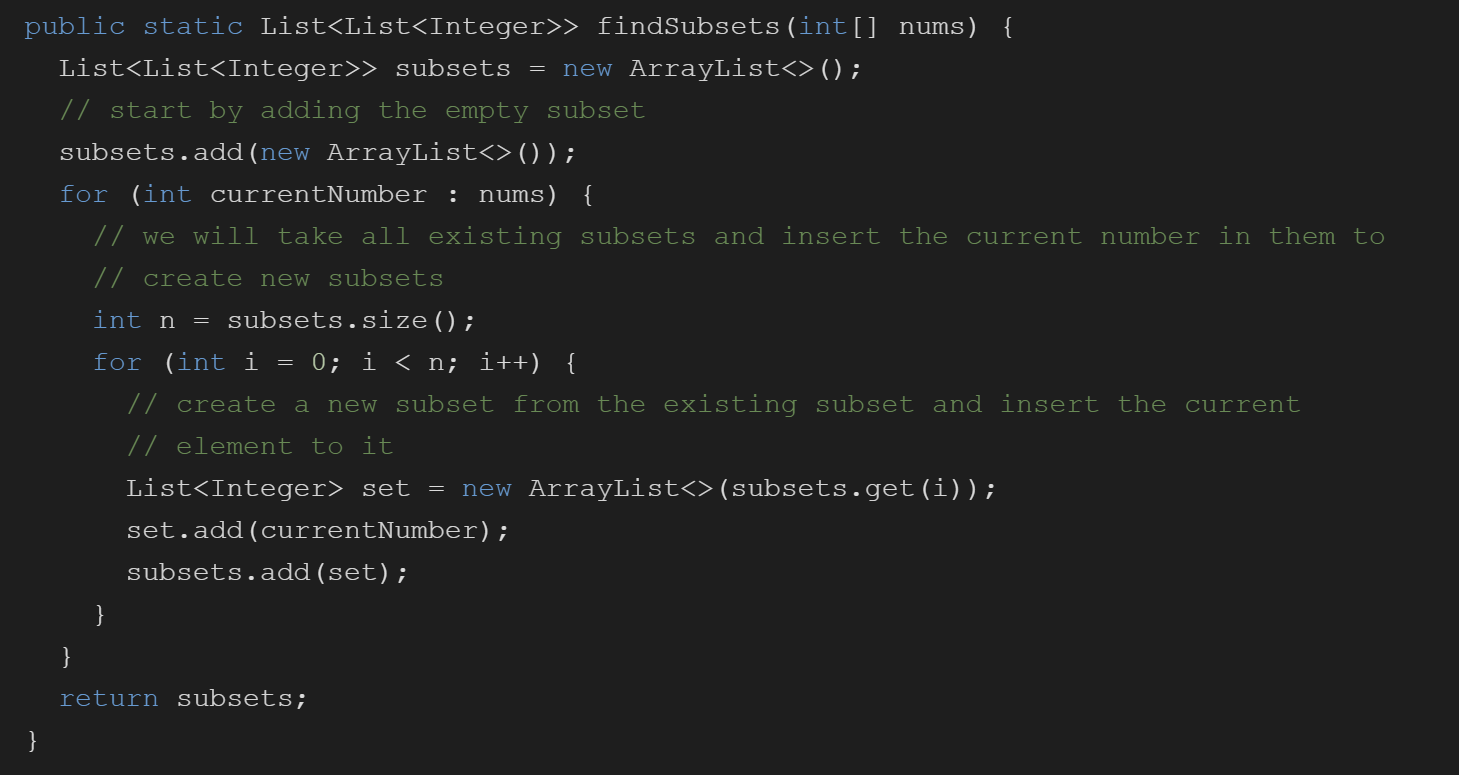 public static List<List<Integer>> findSubsets(int[] nums) {
  List<List<Integer>> subsets = new ArrayList<>();
  // start by adding the empty subset
  subsets.add(new ArrayList<>());
  for (int currentNumber : nums) {
    // we will take all existing subsets and insert the current number in them to
    // create new subsets
    int n = subsets.size();
    for (int i = 0; i < n; i++) {
      // create a new subset from the existing subset and insert the current
      // element to it
      List<Integer> set = new ArrayList<>(subsets.get(i));
      set.add(currentNumber);
      subsets.add(set);
    }
  }
  return subsets;
}